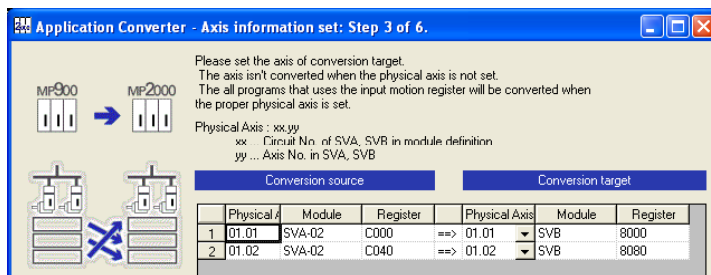 Application Converter - Axis information set: Step 3 of 6.
Please set the axis of conversion target.
The axis isn't converted when the physical axis is not set.
The all programs that uses the input motion register will be converted when
the proper physical axis is set.
MP900 MP2000
Physical Axis : xx.yy
xx ... Circuit No. of SVA, SVB in module definition
yy ... Axis No. in SVA, SVB
Conversion source Conversion target
Physical A Module Register Physical Axis Module Register
1 01.01 SVA-02 C000 ==> 01.01 SVB 8000
2 01.02 SVA-02 C040 ==> 01.02 SVB 8080